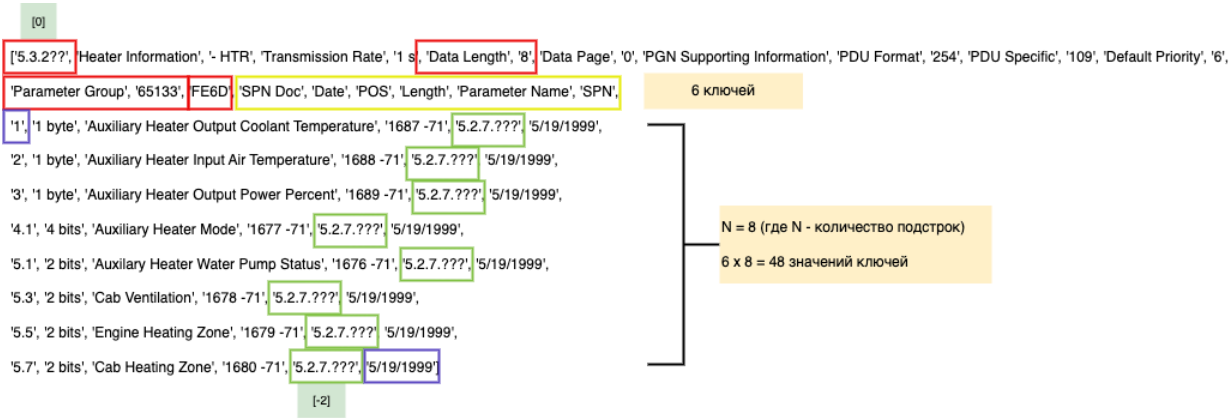 [0]
['5.3.2??', 'Heater Information', '- HTR', 'Transmission Rate', '1 s', 'Data Length', '8', 'Data Page', '0', 'PGN Supporting Information', 'PDU Format', '254', 'PDU Specific', '109', 'Default Priority', '6',
'Parameter Group', '65133', 'FE6D', 'SPN Doc', 'Date', 'POS', 'Length', 'Parameter Name', 'SPN',
6 ключей
'1', '1 byte', 'Auxiliary Heater Output Coolant Temperature', '1687 -71', '5.2.7.???', '5/19/1999',
'2', '1 byte', 'Auxiliary Heater Input Air Temperature', '1688 -71', '5.2.7.???', '5/19/1999',
'3', '1 byte', 'Auxiliary Heater Output Power Percent', '1689 -71', '5.2.7.???', '5/19/1999',
'4.1', '4 bits', 'Auxiliary Heater Mode', '1677 -71', '5.2.7.???', '5/19/1999',
'5.1', '2 bits', 'Auxilary Heater Water Pump Status', '1676 -71', '5.2.7.???', '5/19/1999',
'5.3', '2 bits', 'Cab Ventilation', '1678 -71', '5.2.7.???', '5/19/1999',
'5.5', '2 bits', 'Engine Heating Zone', '1679 -71', '5.2.7.???', '5/19/1999',
'5.7', '2 bits', 'Cab Heating Zone', '1680 -71', '5.2.7.???', '5/19/1999']
N = 8 (где N - количество подстрок)
6 x 8 = 48 значений ключей
[-2]